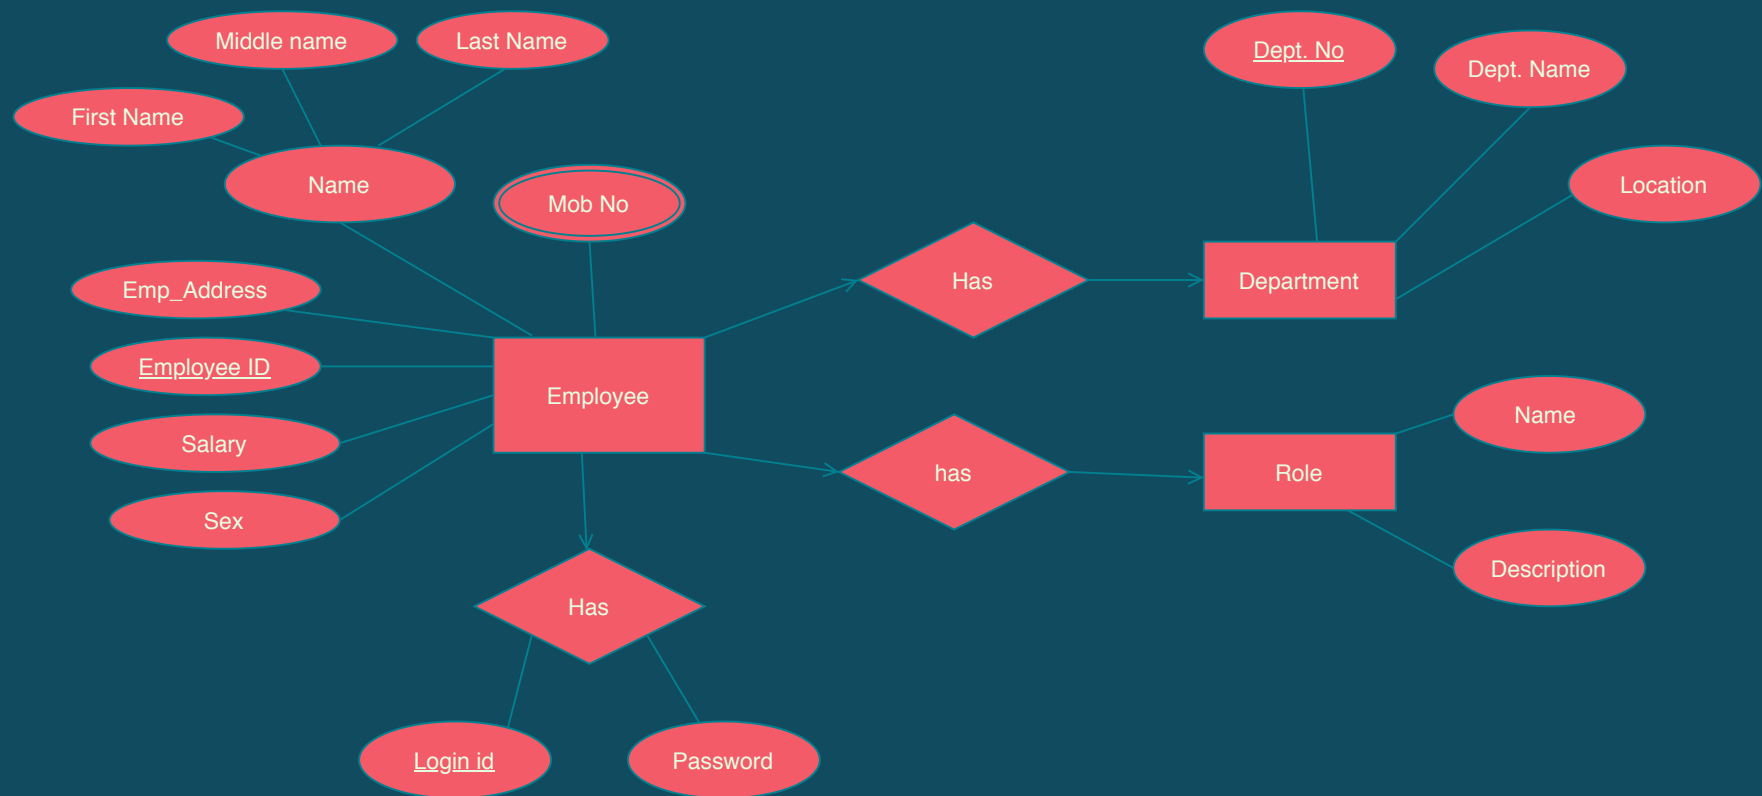 Middle name
Last Name
Dept. No
Dept. Name
First Name
Name
Mob No
Location
Has
Department
Emp_Address
Employee ID
Employee
Name
Salary
has
Role
Sex
Description
Has
Login id
Password